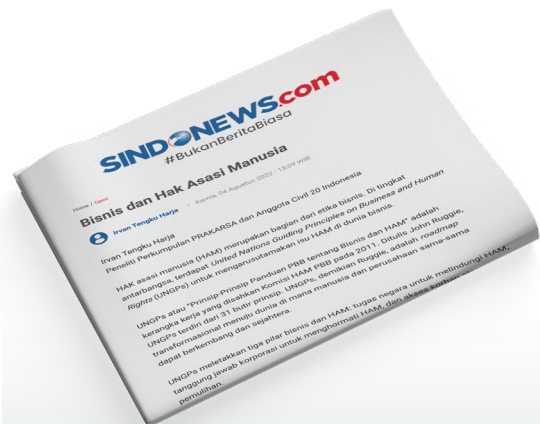 SINDONEWS.com
#BukanBeritaBiasa
Home / Opini
Bisnis dan Hak Asasi Manusia
Irvan Tengku Harja - Kamis, 04 Agustus 2022 - 13:09 WIB
Irvan Tengku Harja
Peneliti Perkumpulan PRAKARSA dan Anggota Civil 20 Indonesia
HAK asasi manusia (HAM) merupakan bagian dari etika bisnis. Di tingkat
antarbangsa, terdapat United Nations Guiding Principles on Business and Human
Rights (UNGPs) untuk mengarusutamakan isu HAM di dunia bisnis.
UNGPs atau "Prinsip-Prinsip Panduan PBB tentang Bisnis dan HAM" adalah
kerangka kerja yang disahkan Komisi HAM PBB pada 2011. Ditulis John Ruggie,
UNGPs terdiri dari 31 butir prinsip. UNGPs, demikian Ruggie, adalah roadmap
transformasional menuju dunia di mana manusia dan perusahaan sama-sama
dapat berkembang dan sejahtera.
UNGPs meletakkan tiga pilar bisnis dan HAM: tugas negara untuk melindungi HAM,
tanggung jawab korporasi untuk menghormati HAM, dan akses korban
pemulihan.